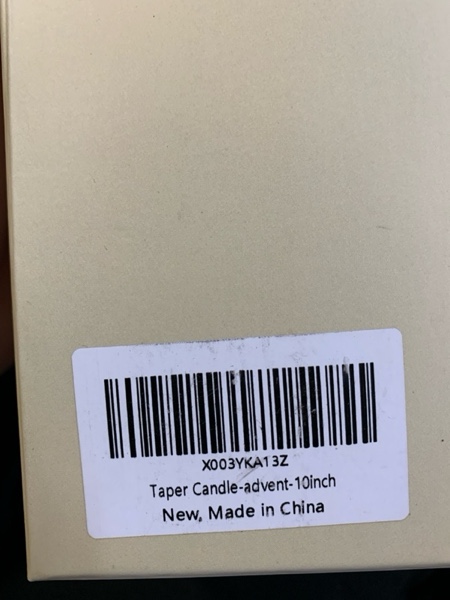 X003YKA13Z
Taper Candle-advent-10inch
New, Made in China